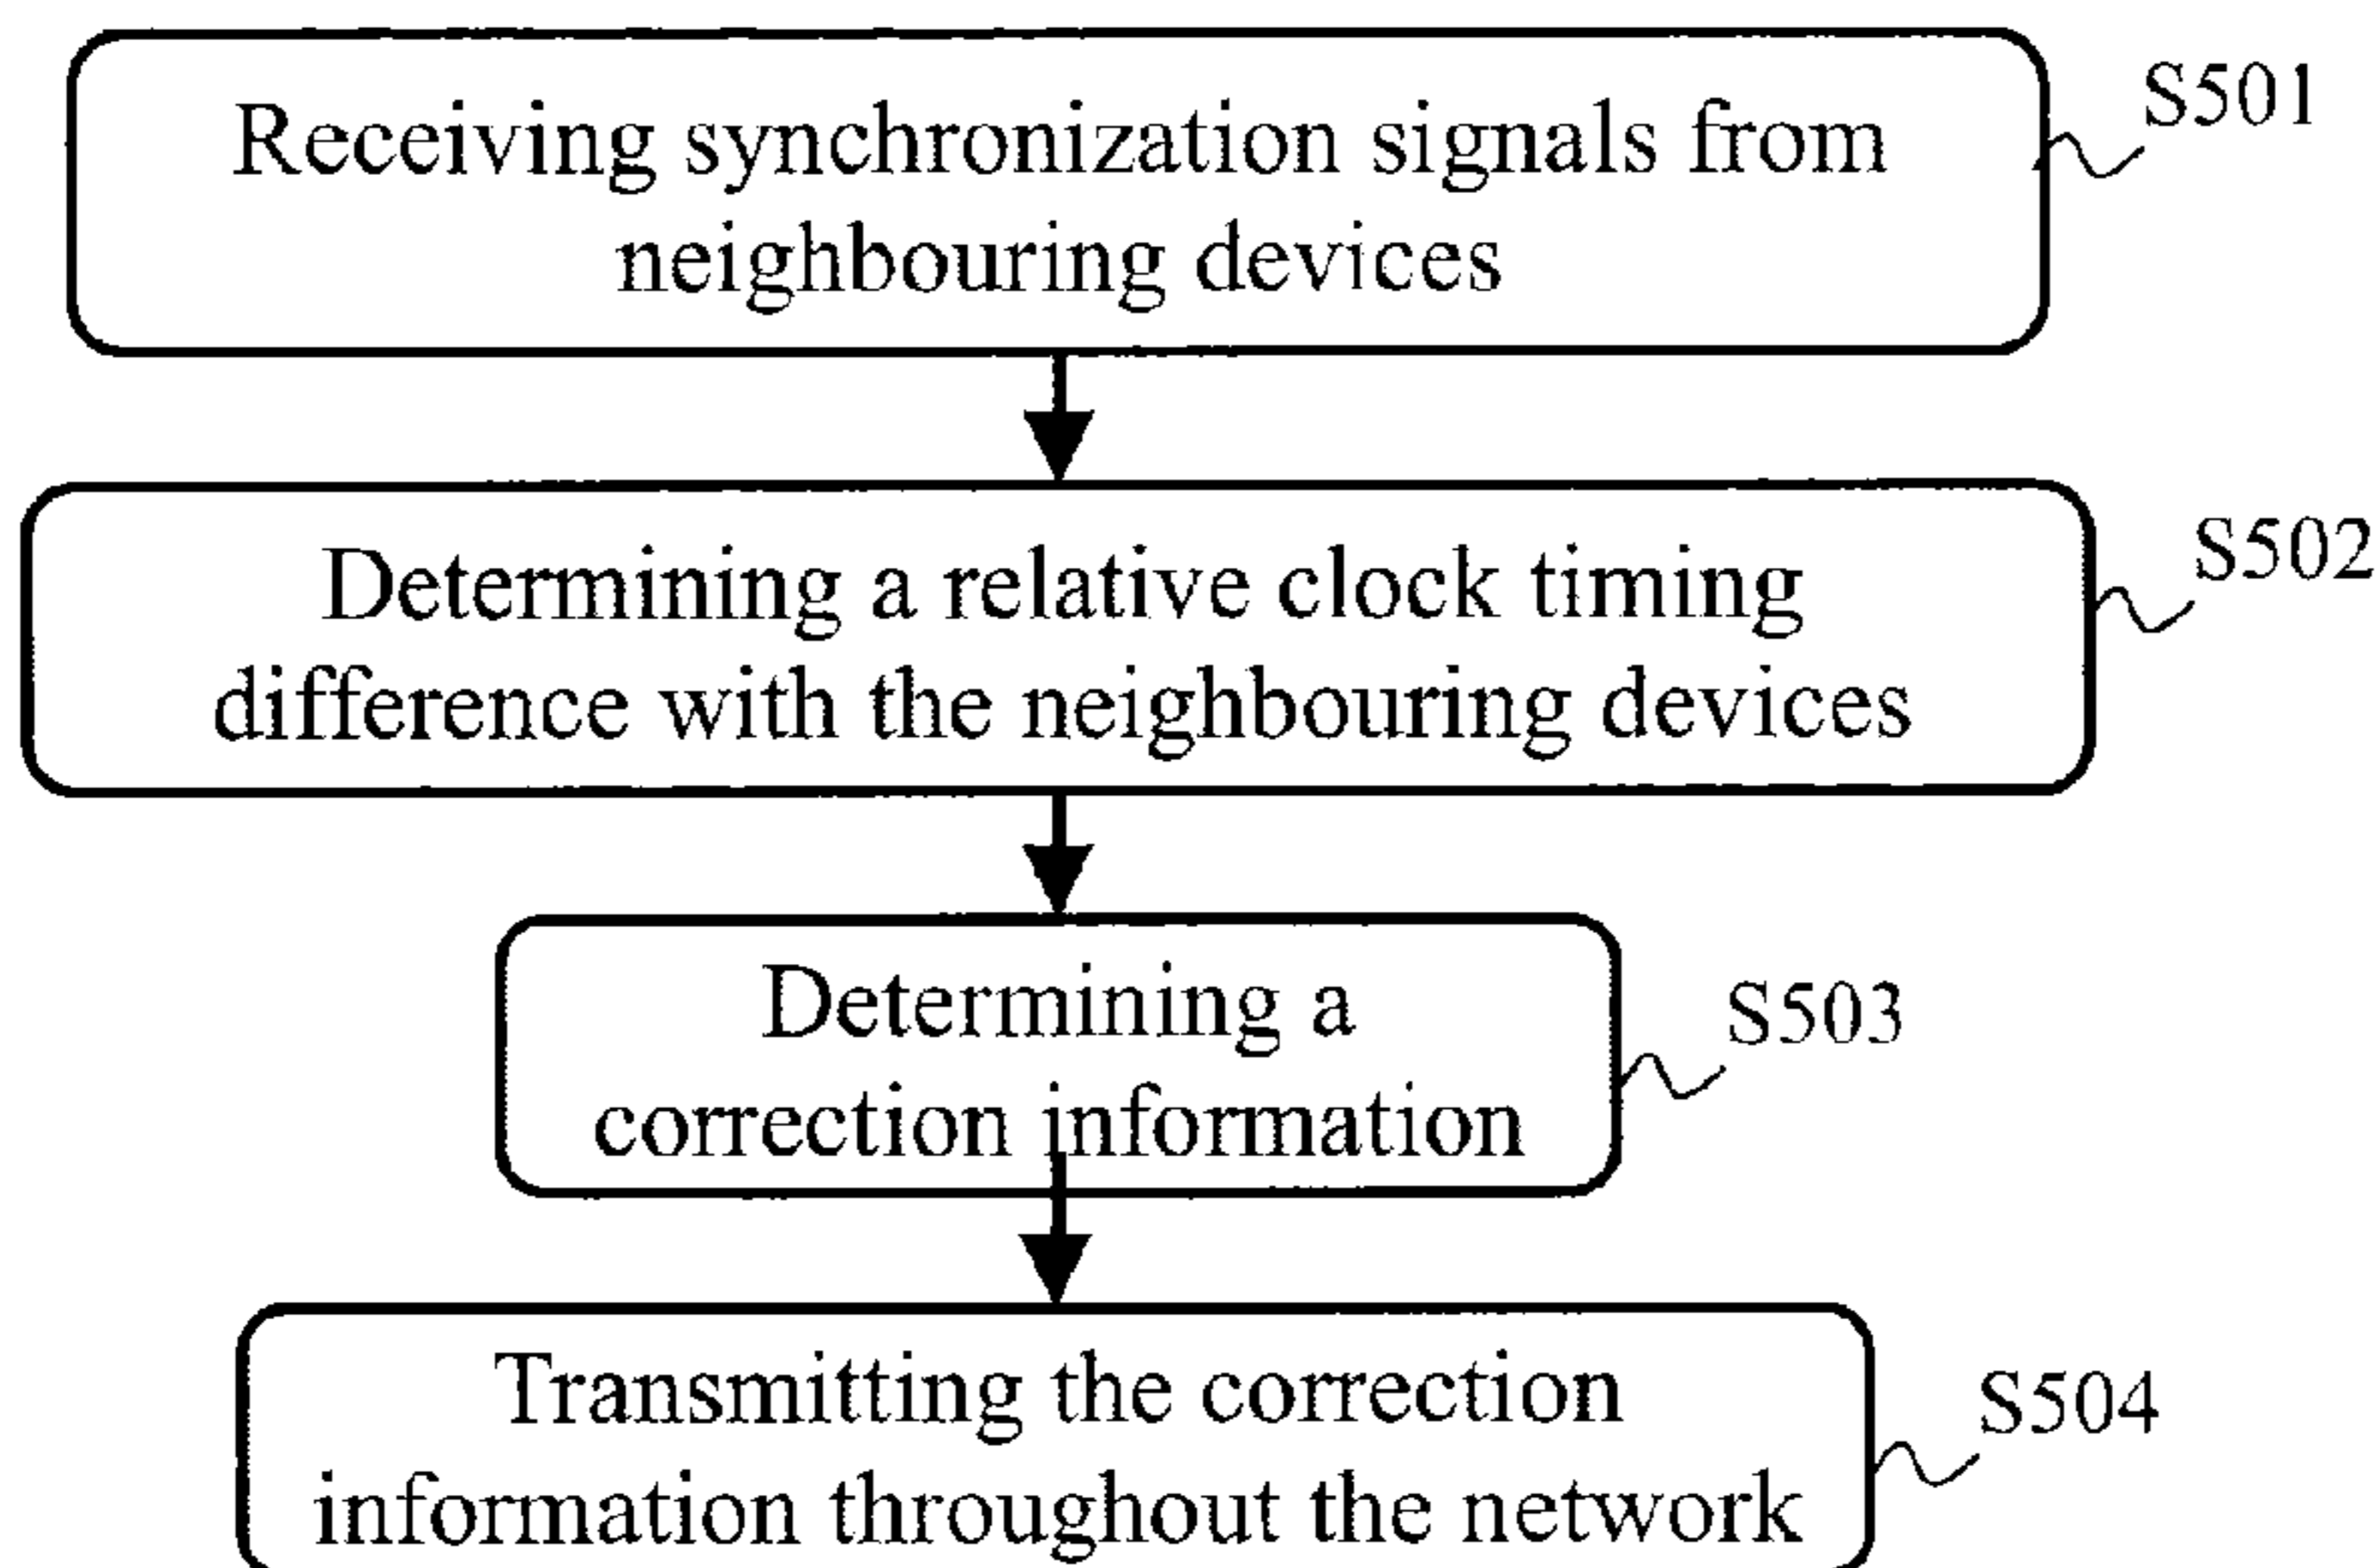 Receiving synchronization signals from
neighbouring devices
S501
Determining a relative clock timing
difference with the neighbouring devices
S502
Determining a
correction information
S503
Transmitting the correction
information throughout the network
S504